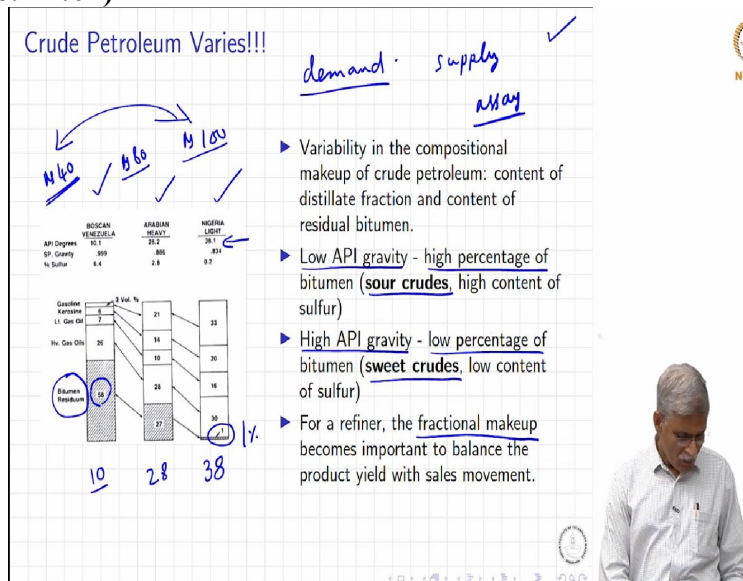 Crude Petroleum Varies!!!
demand. supply
assay
$40 $60 $100
BOSCAN VENEZUELA ARABIAN HEAVY NIGERIA LIGHT
API Degrees 10.1 28.2 38.1
SP. Gravity .999 .886 .834
% Sulfur 6.4 2.8 0.2
Gasoline 3 Vol. % 21 33
Kerosine 6 14 20
Lt. Gas Oil 7 10 16
Hv. Gas Oils 26 28 30
Bitumen Residuum 58 27 1 1%
10 28 38
▶ Variability in the compositional
makeup of crude petroleum: content of
distillate fraction and content of
residual bitumen.
▶ Low API gravity - high percentage of
bitumen (sour crudes, high content of
sulfur)
▶ High API gravity - low percentage of
bitumen (sweet crudes, low content
of sulfur)
▶ For a refiner, the fractional makeup
becomes important to balance the
product yield with sales movement.
N